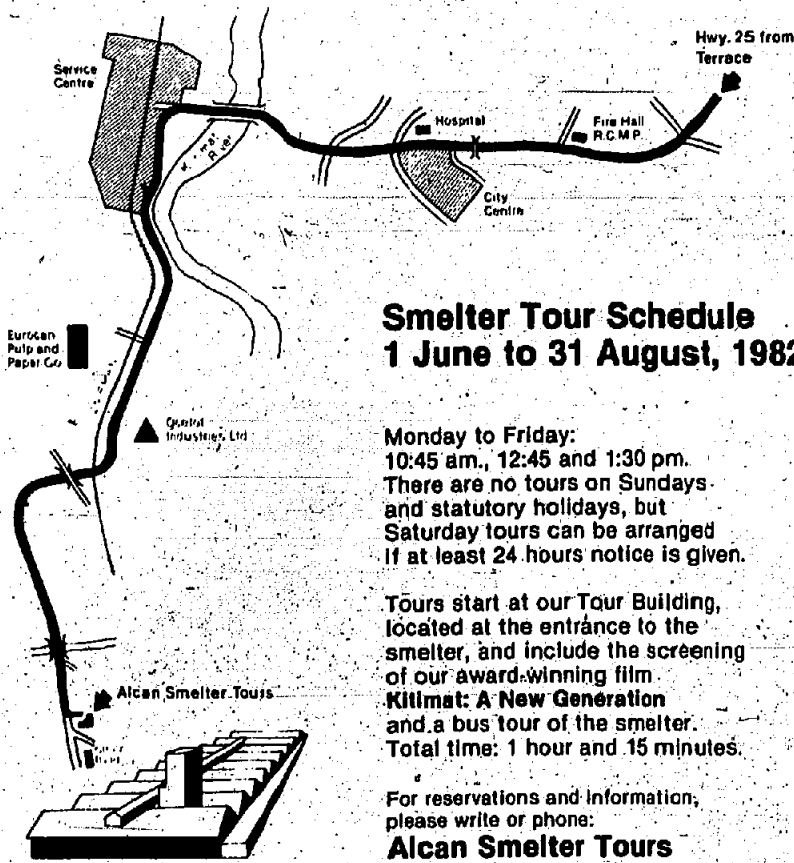 Hwy. 25 from
Terrace
Service
Centre
Hospital
Fire Hall
R.C.M.P.
River
City
Centre
Smelter Tour Schedule
1 June to 31 August, 1982
Eurocan
Pulp and
Paper Co
Industries Ltd
Monday to Friday:
10:45 am., 12:45 and 1:30 pm.
There are no tours on Sundays
and statutory holidays, but
Saturday tours can be arranged
if at least 24 hours notice is given.
Tours start at our Tour Building,
located at the entrance to the
smelter, and include the screening
of our award-winning film
Kitimat: A New Generation
and a bus tour of the smelter.
Total time: 1 hour and 15 minutes.
Alcan Smelter Tours
For reservations and information,
please write or phone:
Alcan Smelter Tours